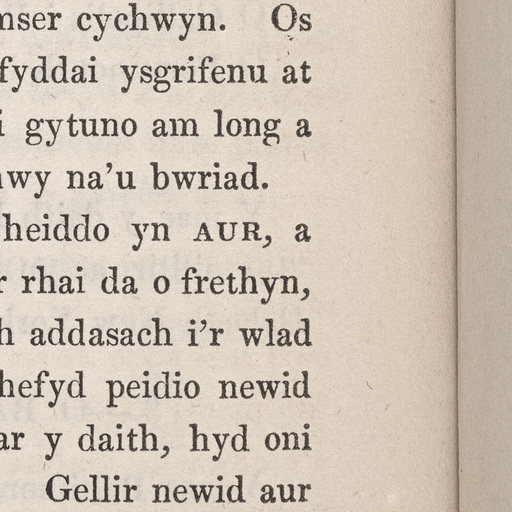 mser cychwyn. Os
fyddai ysgrifenu at
i gytuno am long a
wy na'u bwriad.
heiddo yn AUR, a
r rhai da o frethyn,
h addasach i'r wlad
hefyd peidio newid
ar y daith, hyd oni
Gellir newid aur